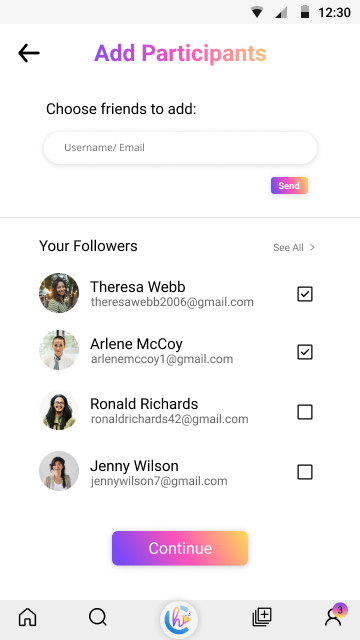 12:30
Add Participants
Choose friends to add:
Username/ Email
Send
Your Followers
See All >
Theresa Webb
theresawebb2006@gmail.com
Arlene McCoy
arlenemccoy1@gmail.com
Ronald Richards
ronaldrichards42@gmail.com
Jenny Wilson
jennywilson7@gmail.com
Continue
h
3